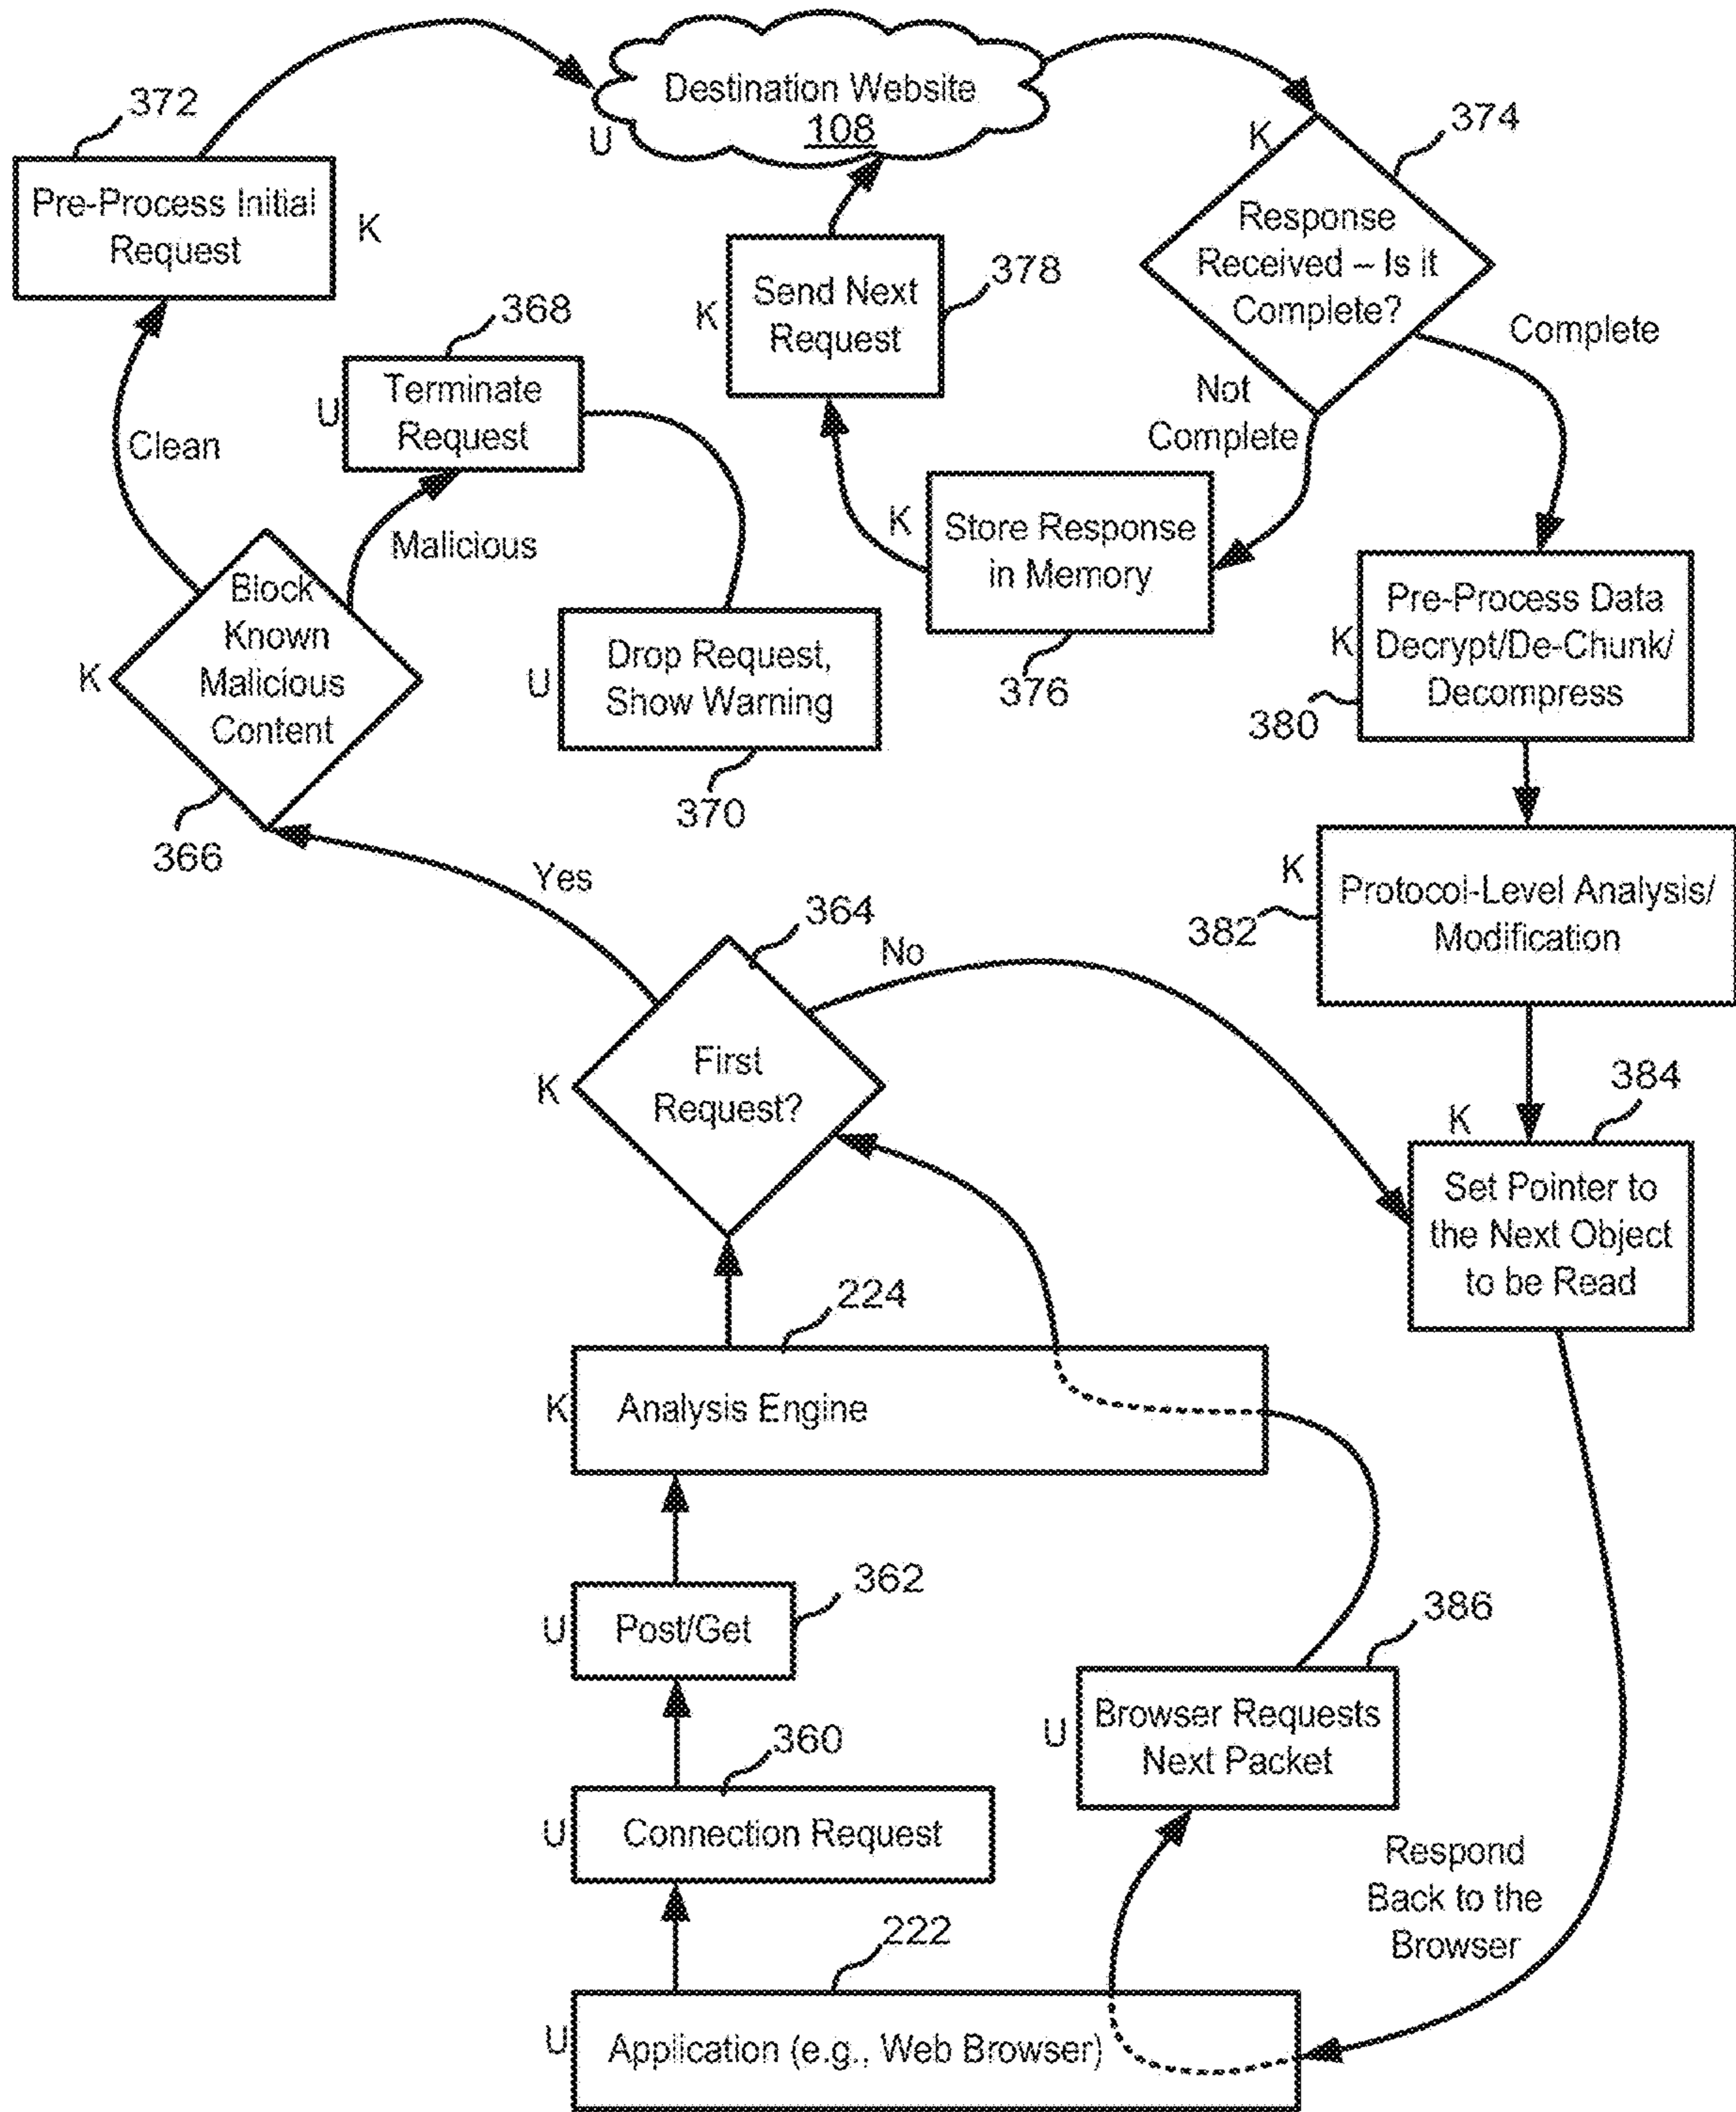 Destination Website
108
U
372
Pre-Process Initial
Request
K
374
K
Response
Received – Is it
Complete?
Complete
Not
Complete
378
K
Send Next
Request
368
U
Terminate
Request
Clean
Malicious
K
Store Response
in Memory
376
Block
Known
Malicious
Content
K
366
U
Drop Request,
Show Warning
370
Pre-Process Data
Decrypt/De-Chunk/
Decompress
K
380
Yes
364
No
K
Protocol-Level Analysis/
Modification
382
First
Request?
K
384
K
Set Pointer to
the Next Object
to be Read
224
K
Analysis Engine
362
U
Post/Get
386
U
Browser Requests
Next Packet
360
U
Connection Request
Respond
Back to the
Browser
222
U
Application (e.g., Web Browser)